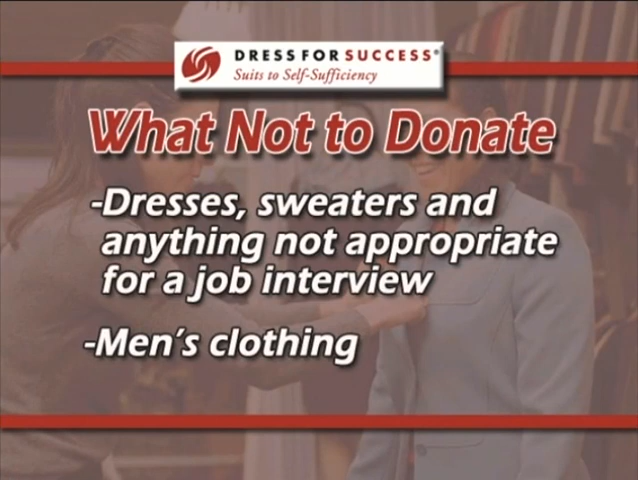 DRESS FOR SUCCESS®
Suits to Self-Sufficiency
What Not to Donate
-Dresses, sweaters and
anything not appropriate
for a job interview
-Men's clothing